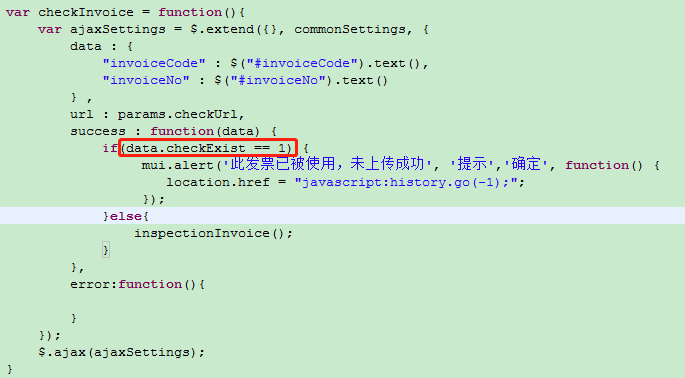 var checkInvoice = function(){
var ajaxSettings = $.extend({}, commonSettings, {
data : {
"invoiceCode" : $("#invoiceCode").text(),
"invoiceNo" : $("#invoiceNo").text()
} ,
url : params.checkUrl,
success : function(data) {
if(data.checkExist == 1) {
mui.alert('此发票已被使用，未上传成功', '提示','确定', function() {
location.href = "javascript:history.go(-1);";
});
}else{
inspectionInvoice();
}
},
error:function(){
}
});
$.ajax(ajaxSettings);
}